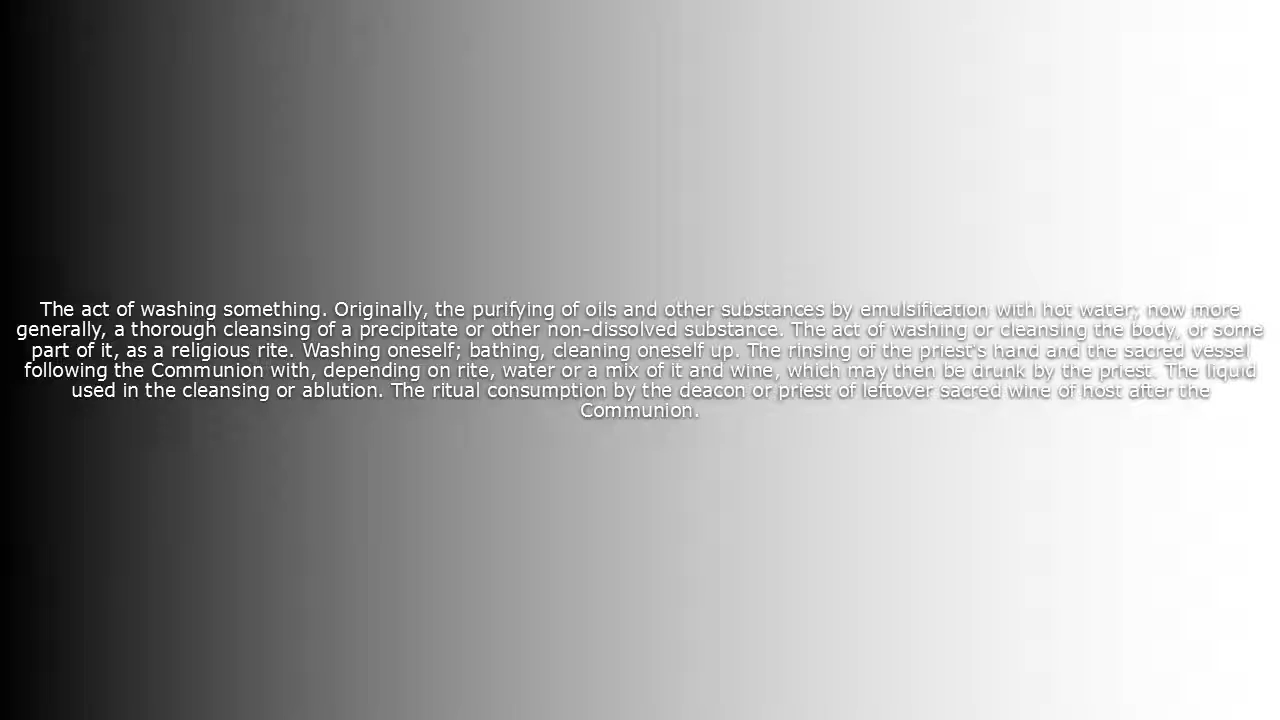 The act of washing something. Originally, the purifying of oils and other substances by emulsification with hot water; now more
generally, a thorough cleansing of a precipitate or other non-dissolved substance. The act of washing or cleansing the body, or some
part of it, as a religious rite. Washing oneself; bathing, cleaning oneself up. The rinsing of the priest's hand and the sacred vessel
following the Communion with, depending on rite, water or a mix of it and wine, which may then be drunk by the priest. The liquid
used in the cleansing or ablution. The ritual consumption by the deacon or priest of leftover sacred wine of host after the
Communion.